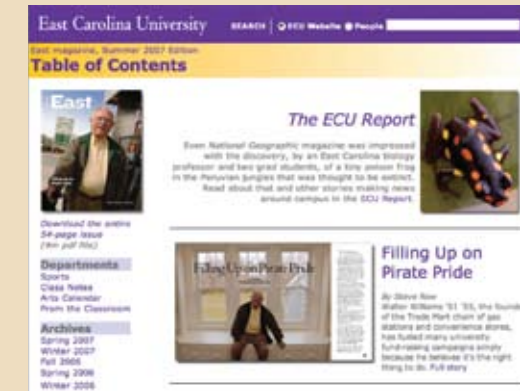 East Carolina University
SEARCH ECU Website People
East magazine, Summer 2007 Edition
Table of Contents
East
The ECU Report
Even National Geographic magazine was impressed
with the discovery, by an East Carolina biology
professor and two grad students, of a tiny poison frog
in the Peruvian jungles that was thought to be extinct.
Read about that and other stories making news
around campus in the ECU Report.
Download the entire
54-page issue
pdf file)
Departments
Sports
Class Notes
Arts Calendar
From the Classroom
Archives
Spring 2007
Winter 2007
Fall 2006
Spring 2006
Winter 2006
Filling Up on Pirate Pride
Filling Up on
Pirate Pride
By Steve Row
Walter Williams '51 '55, the founder
of the Trade Mart chain of gas
stations and convenience stores,
has fueled many university
fund-raising campaigns simply
because he believes it's the right
thing to do. Full story